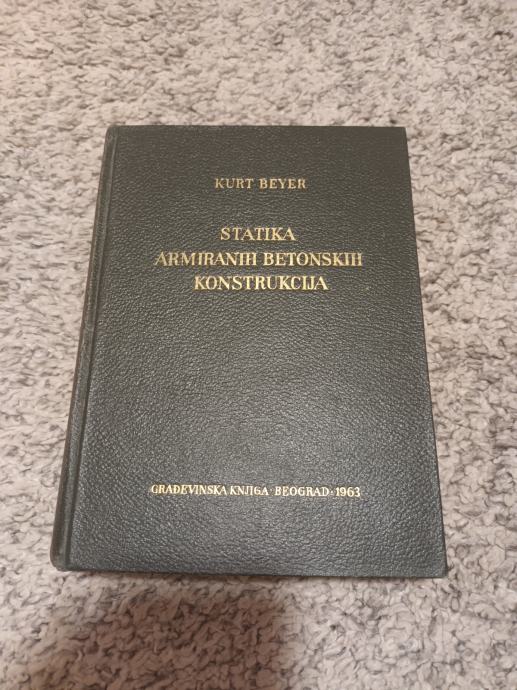 KURT BEYER
STATIKA
ARMIRANIH BETONSKIH
KONSTRUKCIJA
GRAĐEVINSKA KNJIGA · BEOGRAD · 1963